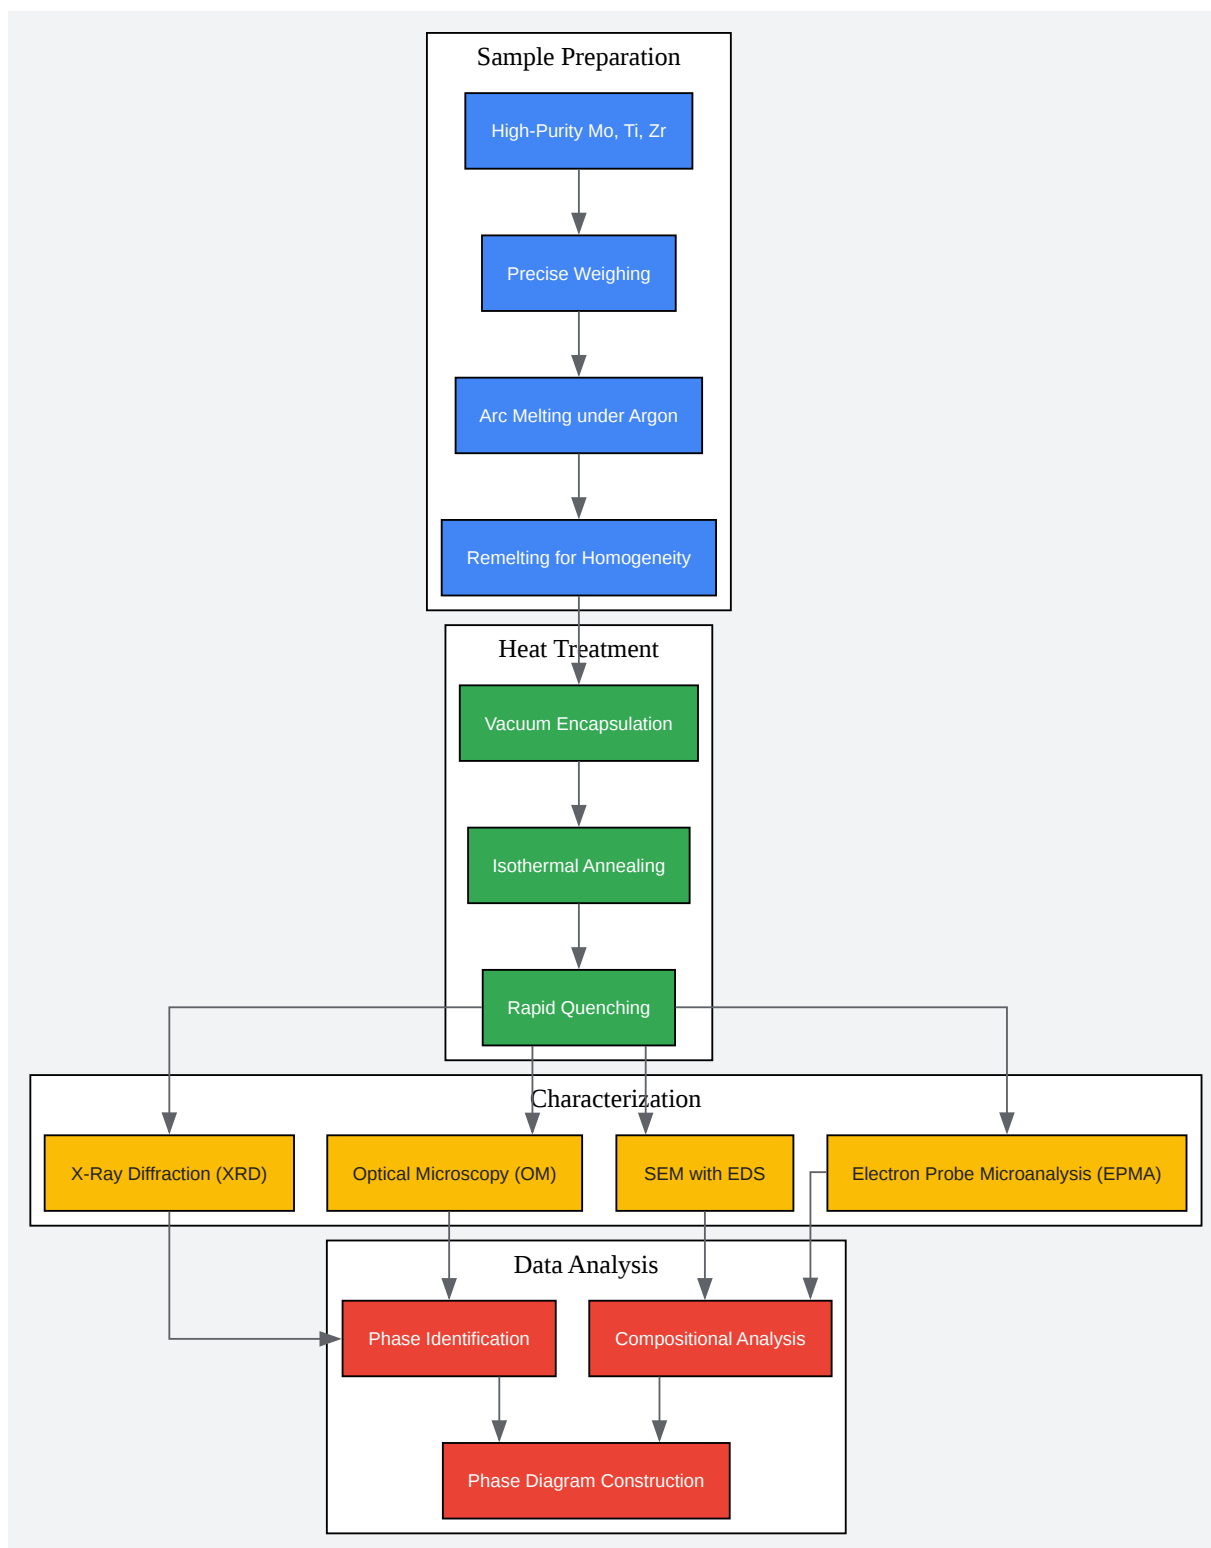 Sample Preparation
High-Purity Mo, Ti, Zr
Precise Weighing
Arc Melting under Argon
Remelting for Homogeneity
Heat Treatment
Vacuum Encapsulation
Isothermal Annealing
Rapid Quenching
Characterization
X-Ray Diffraction (XRD)
Optical Microscopy (OM)
SEM with EDS
Electron Probe Microanalysis (EPMA)
Data Analysis
Phase Identification
Compositional Analysis
Phase Diagram Construction